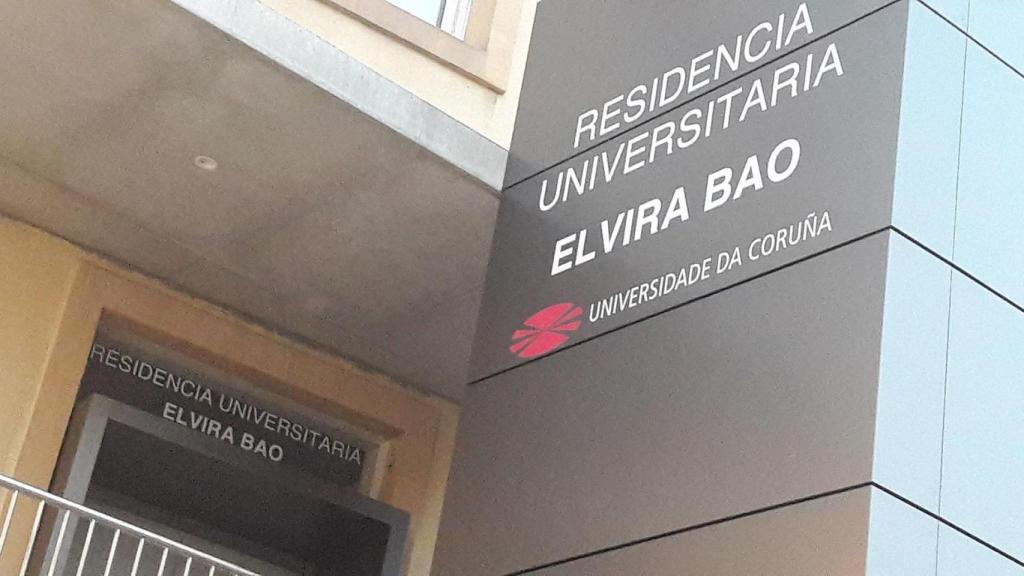 RESIDENCIA
UNIVERSITARIA
ELVIRA BAO
UNIVERSIDADE DA CORUÑA
RESIDENCIA UNIVERSITARIA
ELVIRA BAO